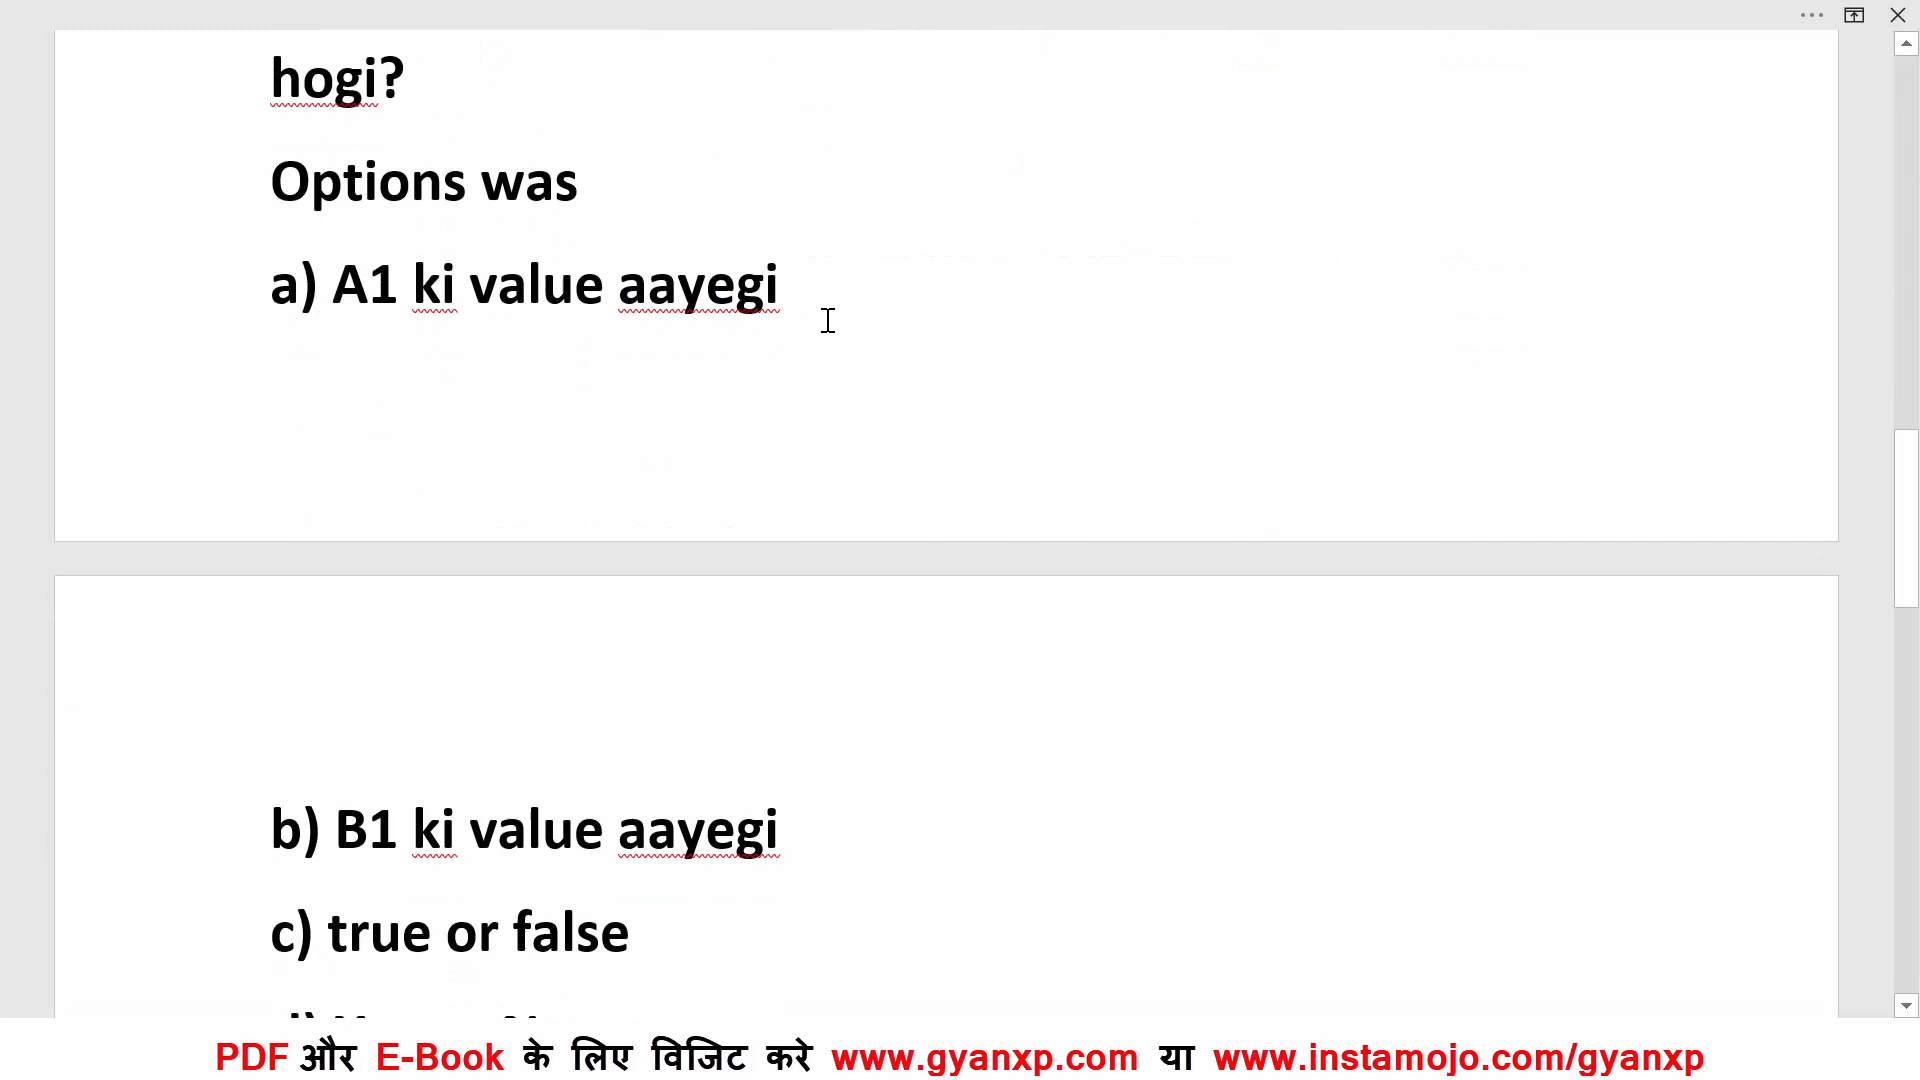 hogi?
Options was
a) A1 ki value aayegi
b) B1 ki value aayegi
c) true or false
PDF और E-Book के लिए विजिट करे www.gyanxp.com या www.instamojo.com/gyanxp